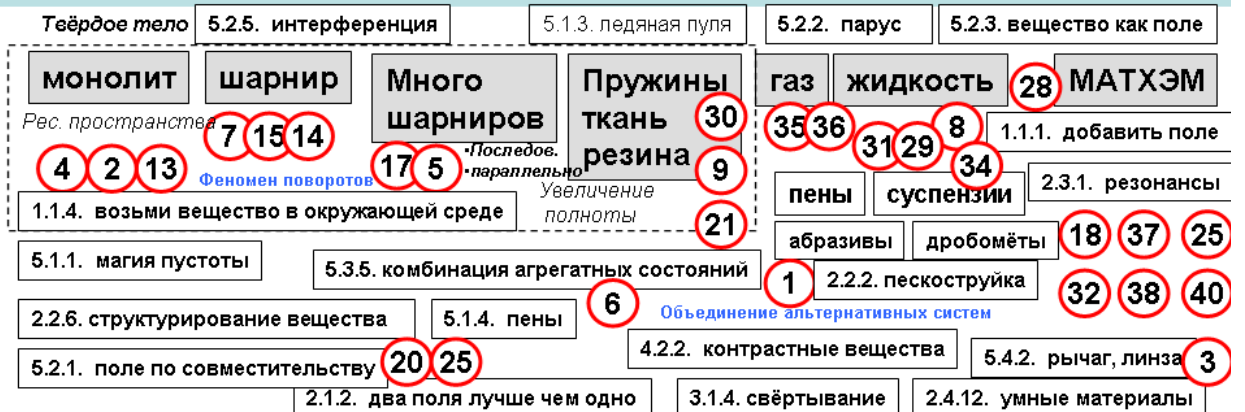 Твёрдое тело
5.2.5. интерференция
5.1.3. ледяная пуля
5.2.2. парус
5.2.3. вещество как поле
монолит
шарнир
Много
шарниров
Пружины
ткань
резина
газ
жидкость
28
МАТХЭМ
Рес. пространства
7
15
14
30
35
36
31
29
8
34
1.1.1. добавить поле
4
2
13
Феномен поворотов
17
5
•Последов.
•параллельно
9
Увеличение
полноты
21
пены
суспензии
2.3.1. резонансы
1.1.4. возьми вещество в окружающей среде
абразивы
дробомёты
18
37
25
5.1.1. магия пустоты
5.3.5. комбинация агрегатных состояний
1
2.2.2. пескоструйка
32
38
40
6
Объединение альтернативных систем
2.2.6. структурирование вещества
5.1.4. пены
4.2.2. контрастные вещества
5.4.2. рычаг, линза
3
5.2.1. поле по совместительству
20
25
2.1.2. два поля лучше чем одно
3.1.4. свёртывание
2.4.12. умные материалы